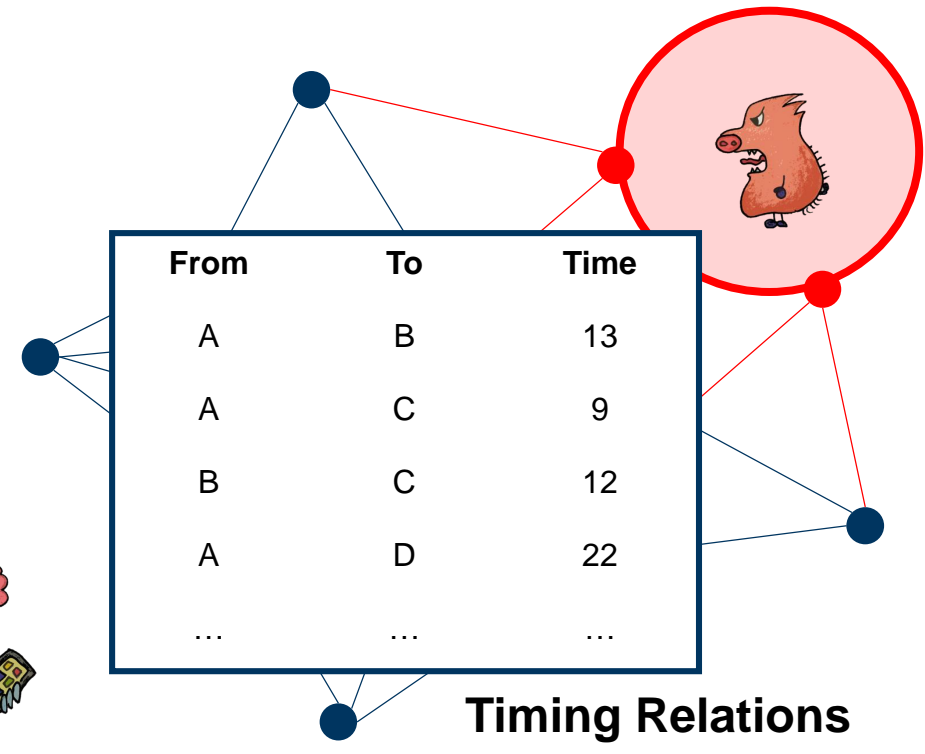 From To Time
A B 13
A C 9
B C 12
A D 22
… … …
Timing Relations